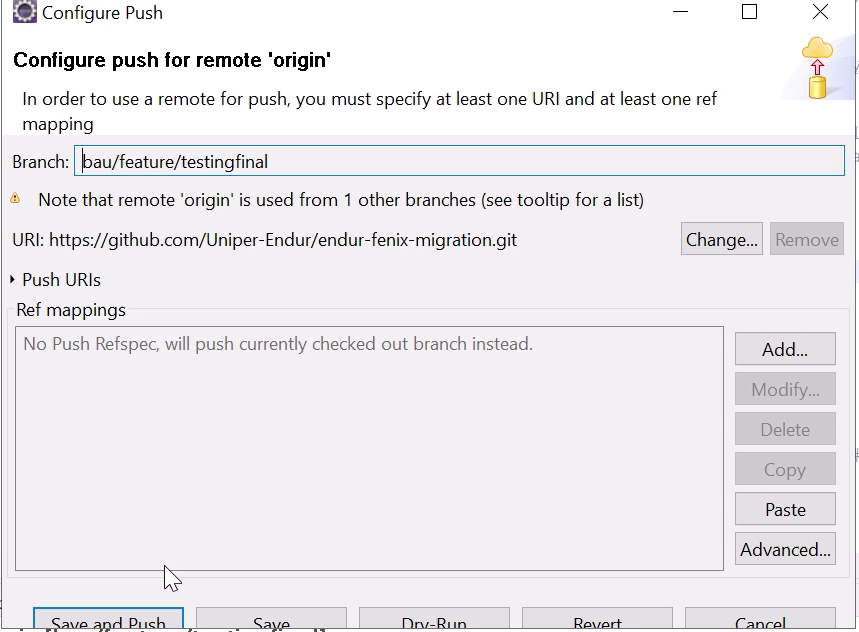 Configure Push
Configure push for remote 'origin'
In order to use a remote for push, you must specify at least one URI and at least one ref
mapping
Branch: bau/feature/testingfinal
Note that remote 'origin' is used from 1 other branches (see tooltip for a list)
URI: https://github.com/Uniper-Endur/endur-fenix-migration.git Change... Remove
Push URIs
Ref mappings
No Push Refspec, will push currently checked out branch instead.
Add...
Modify...
Delete
Copy
Paste
Advanced...
Save and Push Save Dry-Run Revert Cancel